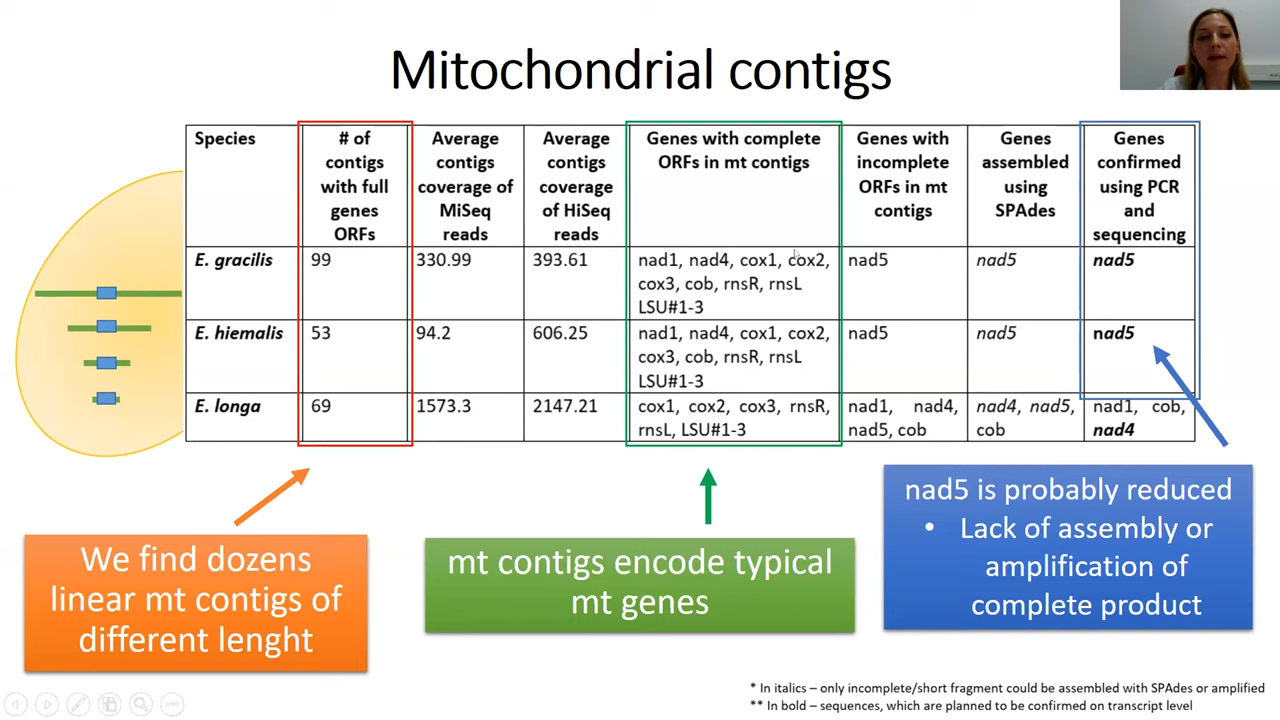 Mitochondrial contigs
Species
# of
contigs
with full
genes
ORFs
Average
contigs
coverage of
MiSeq
reads
Average
contigs
coverage
of HiSeq
reads
Genes with complete
ORFs in mt contigs
Genes with
incomplete
ORFs in mt
contigs
Genes
assembled
using
SPAdes
Genes
confirmed
using PCR
and
sequencing
E. gracilis
99
330.99
393.61
nad1, nad4, cox1, cox2,
cox3, cob, rnsR, rnsL
LSU#1-3
nad5
nad5
nad5
E. hiemalis
53
94.2
606.25
nad1, nad4, cox1, cox2,
cox3, cob, rnsR, rnsL
LSU#1-3
nad5
nad5
nad5
E. longa
69
1573.3
2147.21
cox1, cox2, cox3, rnsR,
rnsL, LSU#1-3
nad1, nad4,
nad5, cob
nad4, nad5,
cob
nad1, cob,
nad4
We find dozens
linear mt contigs of
different lenght
mt contigs encode typical
mt genes
nad5 is probably reduced
• Lack of assembly or
amplification of
complete product
* In italics – only incomplete/short fragment could be assembled with SPAdes or amplified
** In bold – sequences, which are planned to be confirmed on transcript level